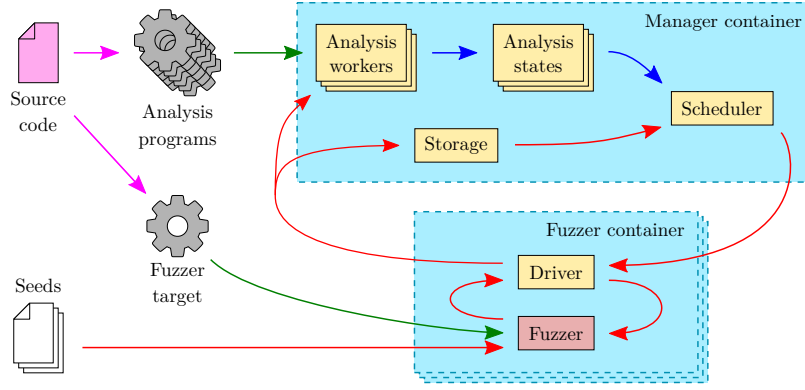 Manager container
Analysis
workers
Analysis
states
Source
code
Analysis
programs
Scheduler
Storage
Fuzzer container
Fuzzer
target
Driver
Seeds
Fuzzer